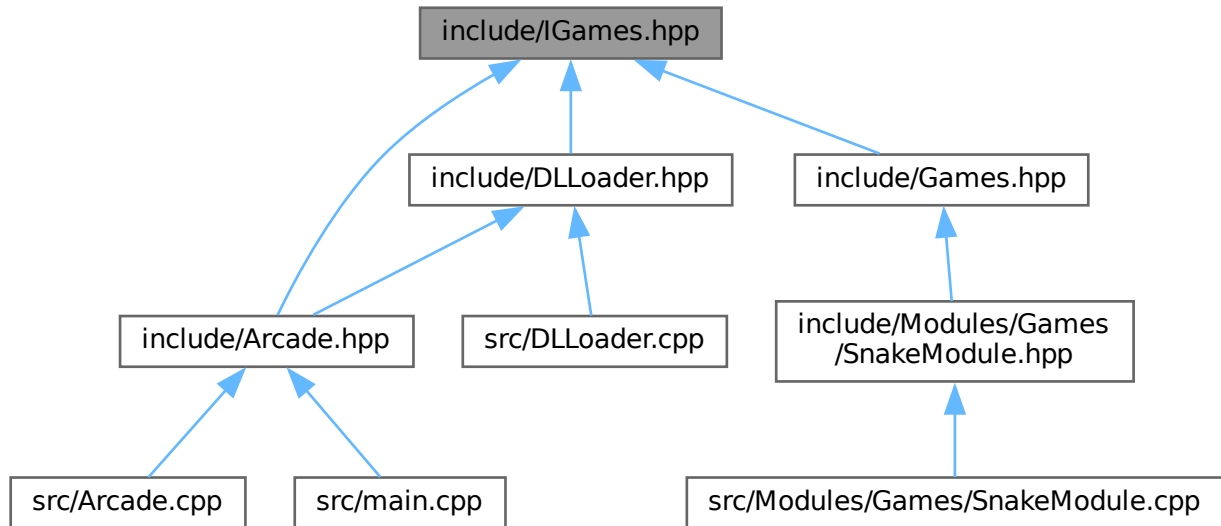 include/IGames.hpp
include/DLLoader.hpp
include/Games.hpp
include/Arcade.hpp
src/DLLoader.cpp
include/Modules/Games
/SnakeModule.hpp
src/Arcade.cpp
src/main.cpp
src/Modules/Games/SnakeModule.cpp